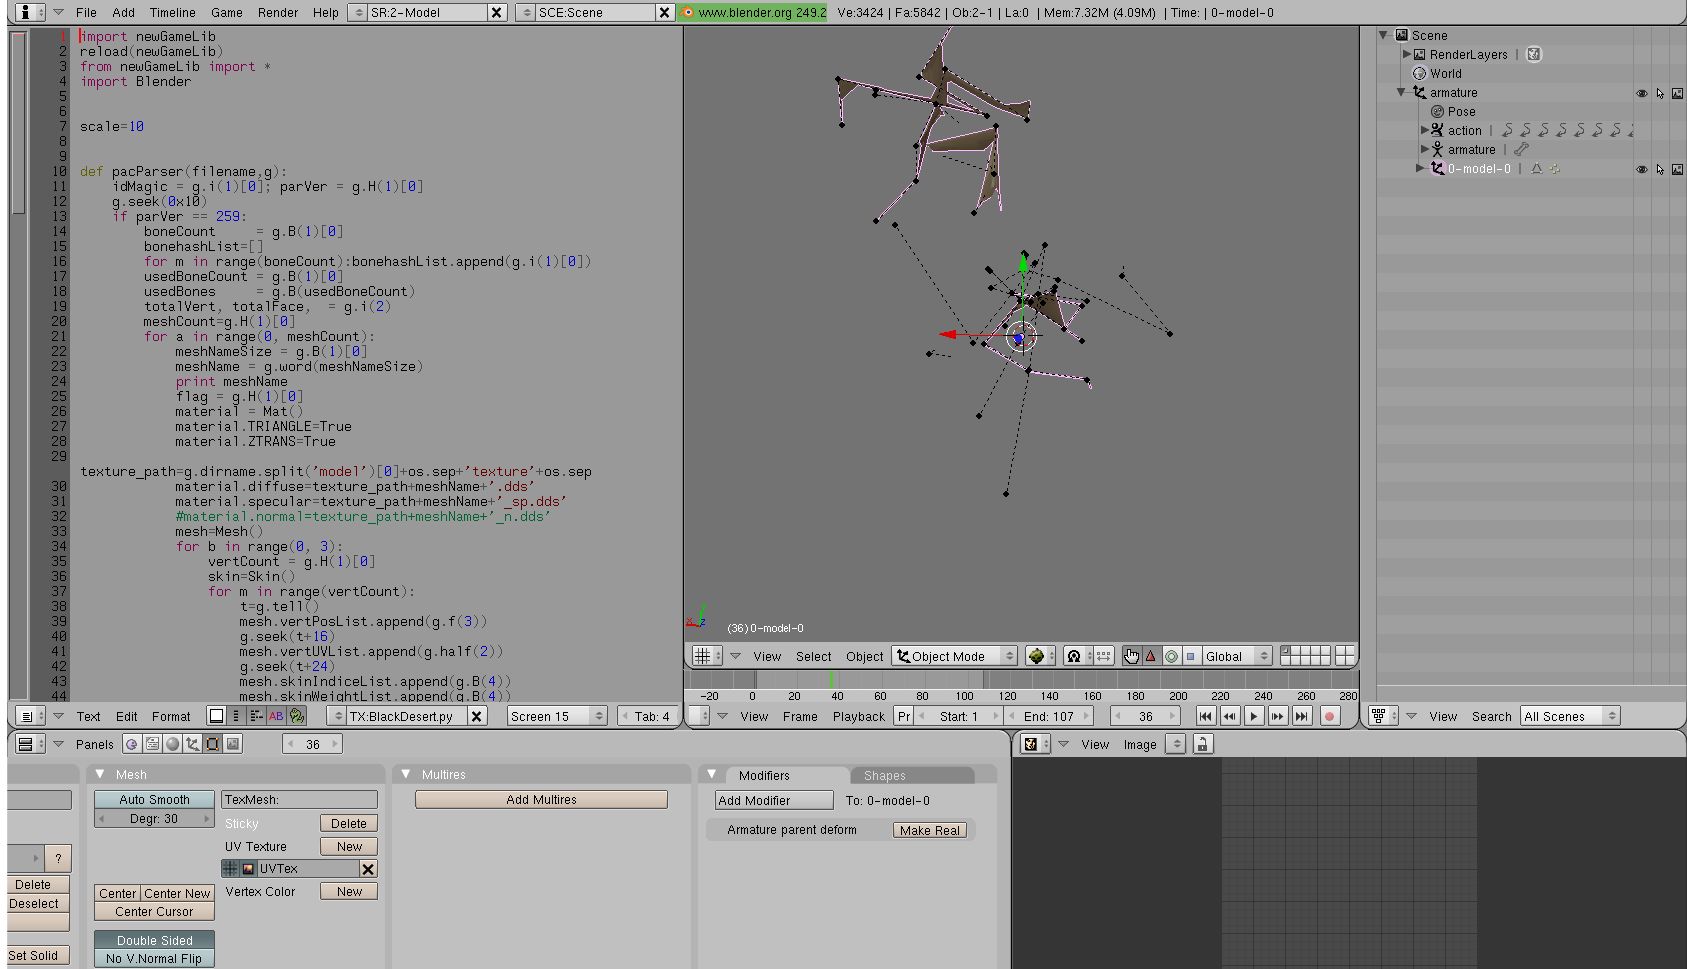 File Add Timeline Game Render Help SR:2-Model SCE:Scene www.blender.org 249.2 Ve:3424 | Fa:5842 | Ob:2-1 | La:0 | Mem:7.32M (4.09M) | Time: | 0-model-0
1 import newGameLib
2 reload(newGameLib)
3 from newGameLib import *
4 import Blender
5
6
7 scale=10
8
9
10 def pacParser(filename,g):
11 idMagic = g.i(1)[0]; parVer = g.H(1)[0]
12 g.seek(0x10)
13 if parVer == 259:
14 boneCount = g.B(1)[0]
15 bonehashList=[]
16 for m in range(boneCount):bonehashList.append(g.i(1)[0])
17 usedBoneCount = g.B(1)[0]
18 usedBones = g.B(usedBoneCount)
19 totalVert, totalFace, = g.i(2)
20 meshCount=g.H(1)[0]
21 for a in range(0, meshCount):
22 meshNameSize = g.B(1)[0]
23 meshName = g.word(meshNameSize)
24 print meshName
25 flag = g.H(1)[0]
26 material = Mat()
27 material.TRIANGLE=True
28 material.ZTRANS=True
29
texture_path=g.dirname.split('model')[0]+os.sep+'texture'+os.sep
30 material.diffuse=texture_path+meshName+'.dds'
31 material.specular=texture_path+meshName+'_sp.dds'
32 #material.normal=texture_path+meshName+'_n.dds'
33 mesh=Mesh()
34 for b in range(0, 3):
35 vertCount = g.H(1)[0]
36 skin=Skin()
37 for m in range(vertCount):
38 t=g.tell()
39 mesh.vertPosList.append(g.f(3))
40 g.seek(t+16)
41 mesh.vertUVList.append(g.half(2))
42 g.seek(t+24)
43 mesh.skinIndiceList.append(g.B(4))
44 mesh.skinWeightList.append(g.B(4))
Text Edit Format AB TX:BlackDesert.py Screen 15 Tab: 4
x z
(36) 0-model-0
View Select Object Object Mode Global
-20 0 20 40 60 80 100 120 140 160 180 200 220 240 260 280
View Frame Playback Pr Start: 1 End: 107 36
Scene
RenderLayers |
World
armature
Pose
action |
armature |
0-model-0 |
View Search All Scenes
Panels 36
?
Delete
Deselect
Set Solid
Mesh
Auto Smooth
Degr: 30
TexMesh:
Sticky Delete
UV Texture New
UVTex
Vertex Color New
Center Center New
Center Cursor
Double Sided
No V.Normal Flip
Multires
Add Multires
Modifiers Shapes
Add Modifier To: 0-model-0
Armature parent deform Make Real
View Image